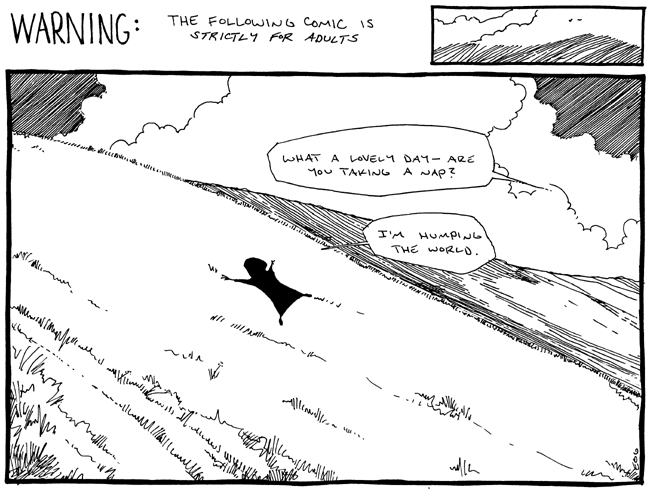 WARNING: THE FOLLOWING COMIC IS
STRICTLY FOR ADULTS
WHAT A LOVELY DAY— ARE
YOU TAKING A NAP?
I'M HUMPING
THE WORLD.